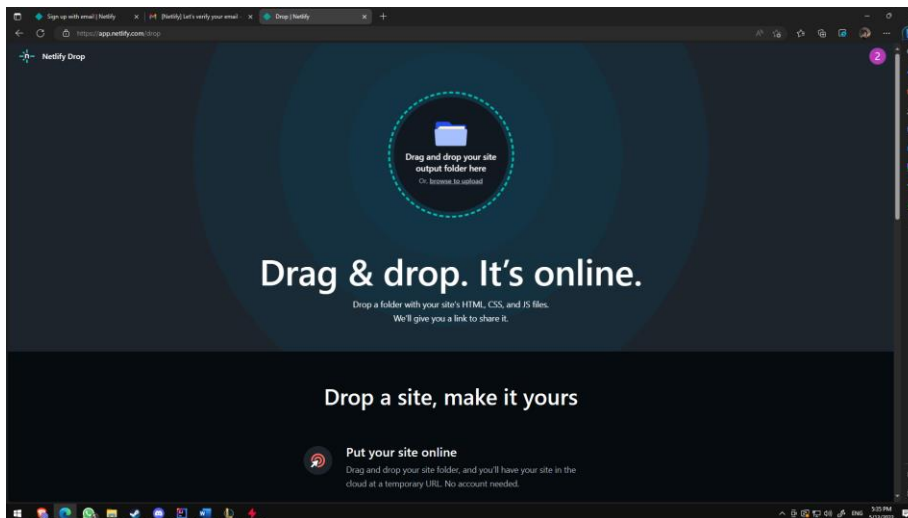 Sign up with email | Netlify
[Netlify] Let's verify your email
Drop | Netlify
https://app.netlify.com/drop
Netlify Drop
2
Drag and drop your site
output folder here
Or, browse to upload
Drag & drop. It's online.
Drop a folder with your site's HTML, CSS, and JS files.
We'll give you a link to share it.
Drop a site, make it yours
Put your site online
Drag and drop your site folder, and you'll have your site in the
cloud at a temporary URL. No account needed.
ENG
5:35 PM